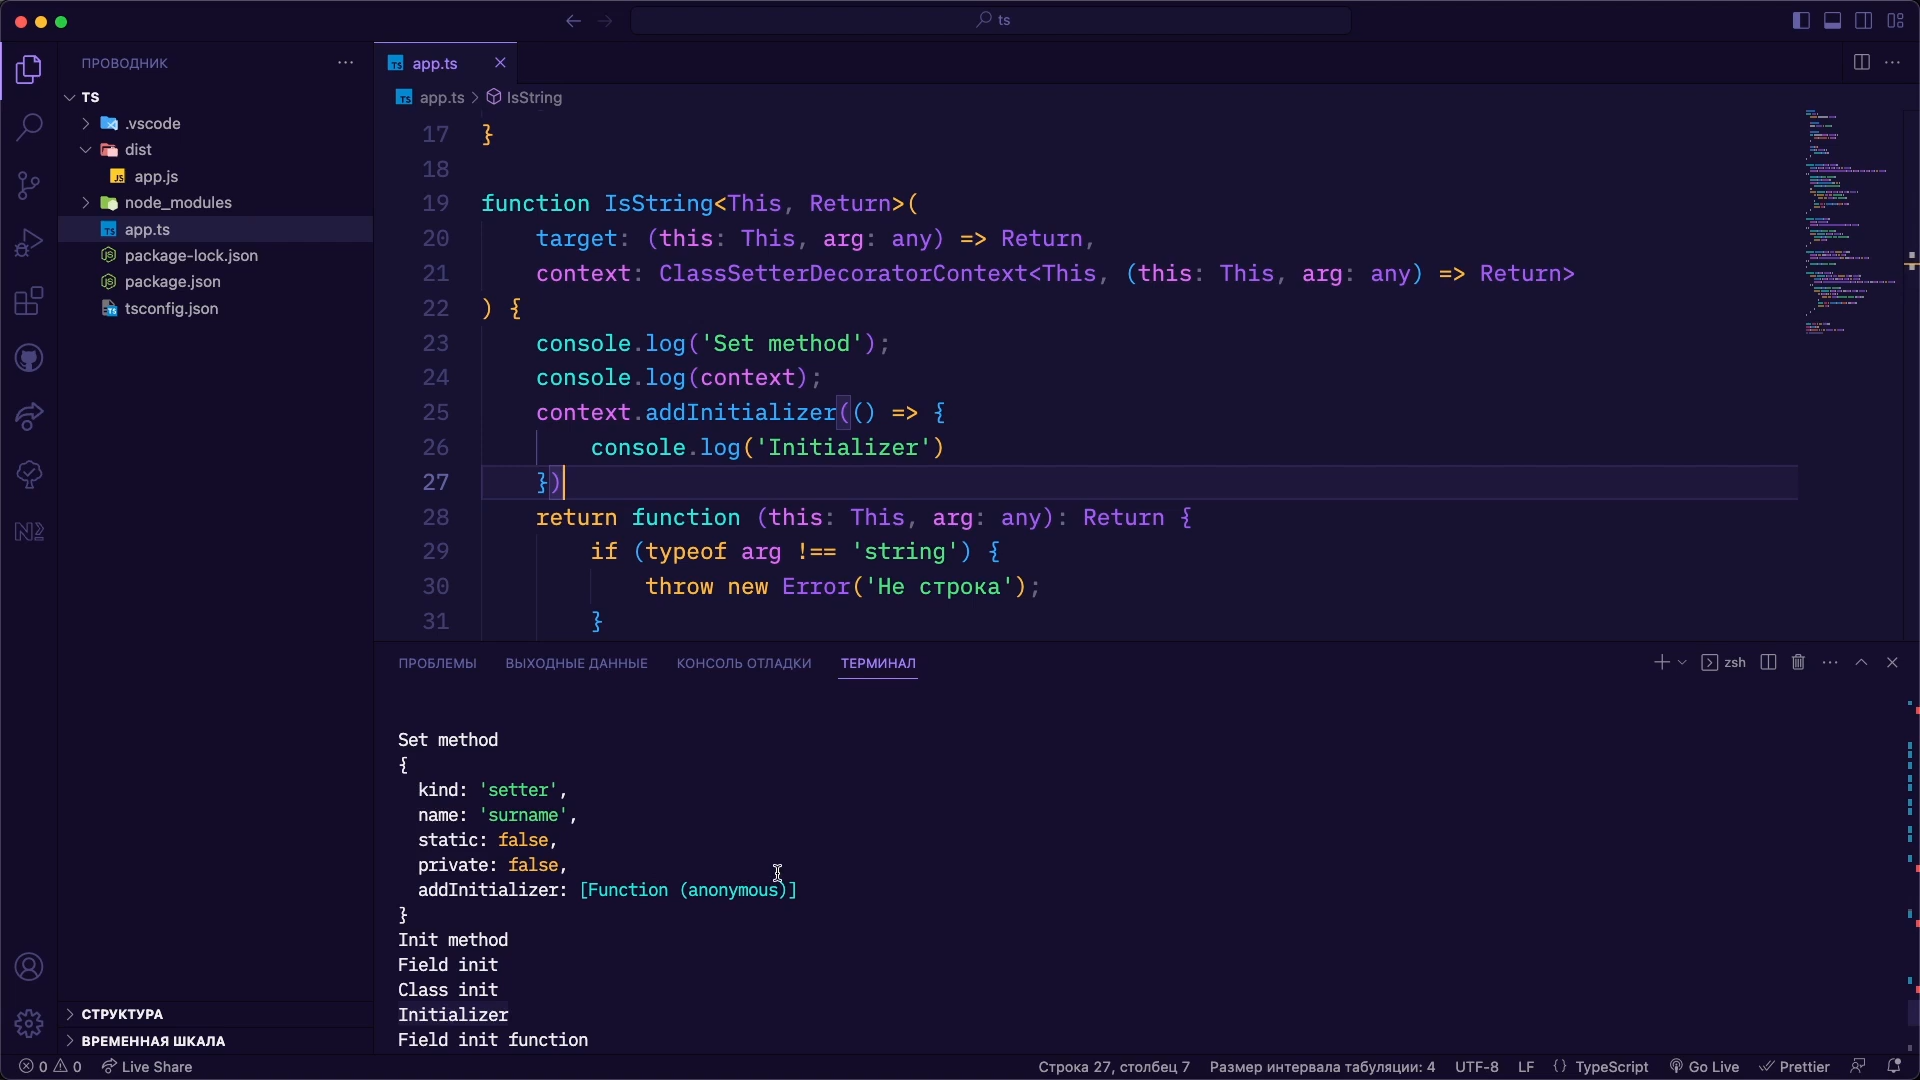 ts
ПРОВОДНИК
TS
.vscode
dist
app.js
node_modules
app.ts
package-lock.json
package.json
tsconfig.json
СТРУКТУРА
ВРЕМЕННАЯ ШКАЛА
app.ts
app.ts > IsString
17 }
18
19 function IsString<This, Return>(
20 target: (this: This, arg: any) => Return,
21 context: ClassSetterDecoratorContext<This, (this: This, arg: any) => Return>
22 ) {
23 console.log('Set method');
24 console.log(context);
25 context.addInitializer(() => {
26 console.log('Initializer')
27 })
28 return function (this: This, arg: any): Return {
29 if (typeof arg !== 'string') {
30 throw new Error('Не строка');
31 }
ПРОБЛЕМЫ ВЫХОДНЫЕ ДАННЫЕ КОНСОЛЬ ОТЛАДКИ ТЕРМИНАЛ zsh
Set method
{
kind: 'setter',
name: 'surname',
static: false,
private: false,
addInitializer: [Function (anonymous)]
}
Init method
Field init
Class init
Initializer
Field init function
0 0 Live Share Строка 27, столбец 7 Размер интервала табуляции: 4 UTF-8 LF {} TypeScript Go Live Prettier